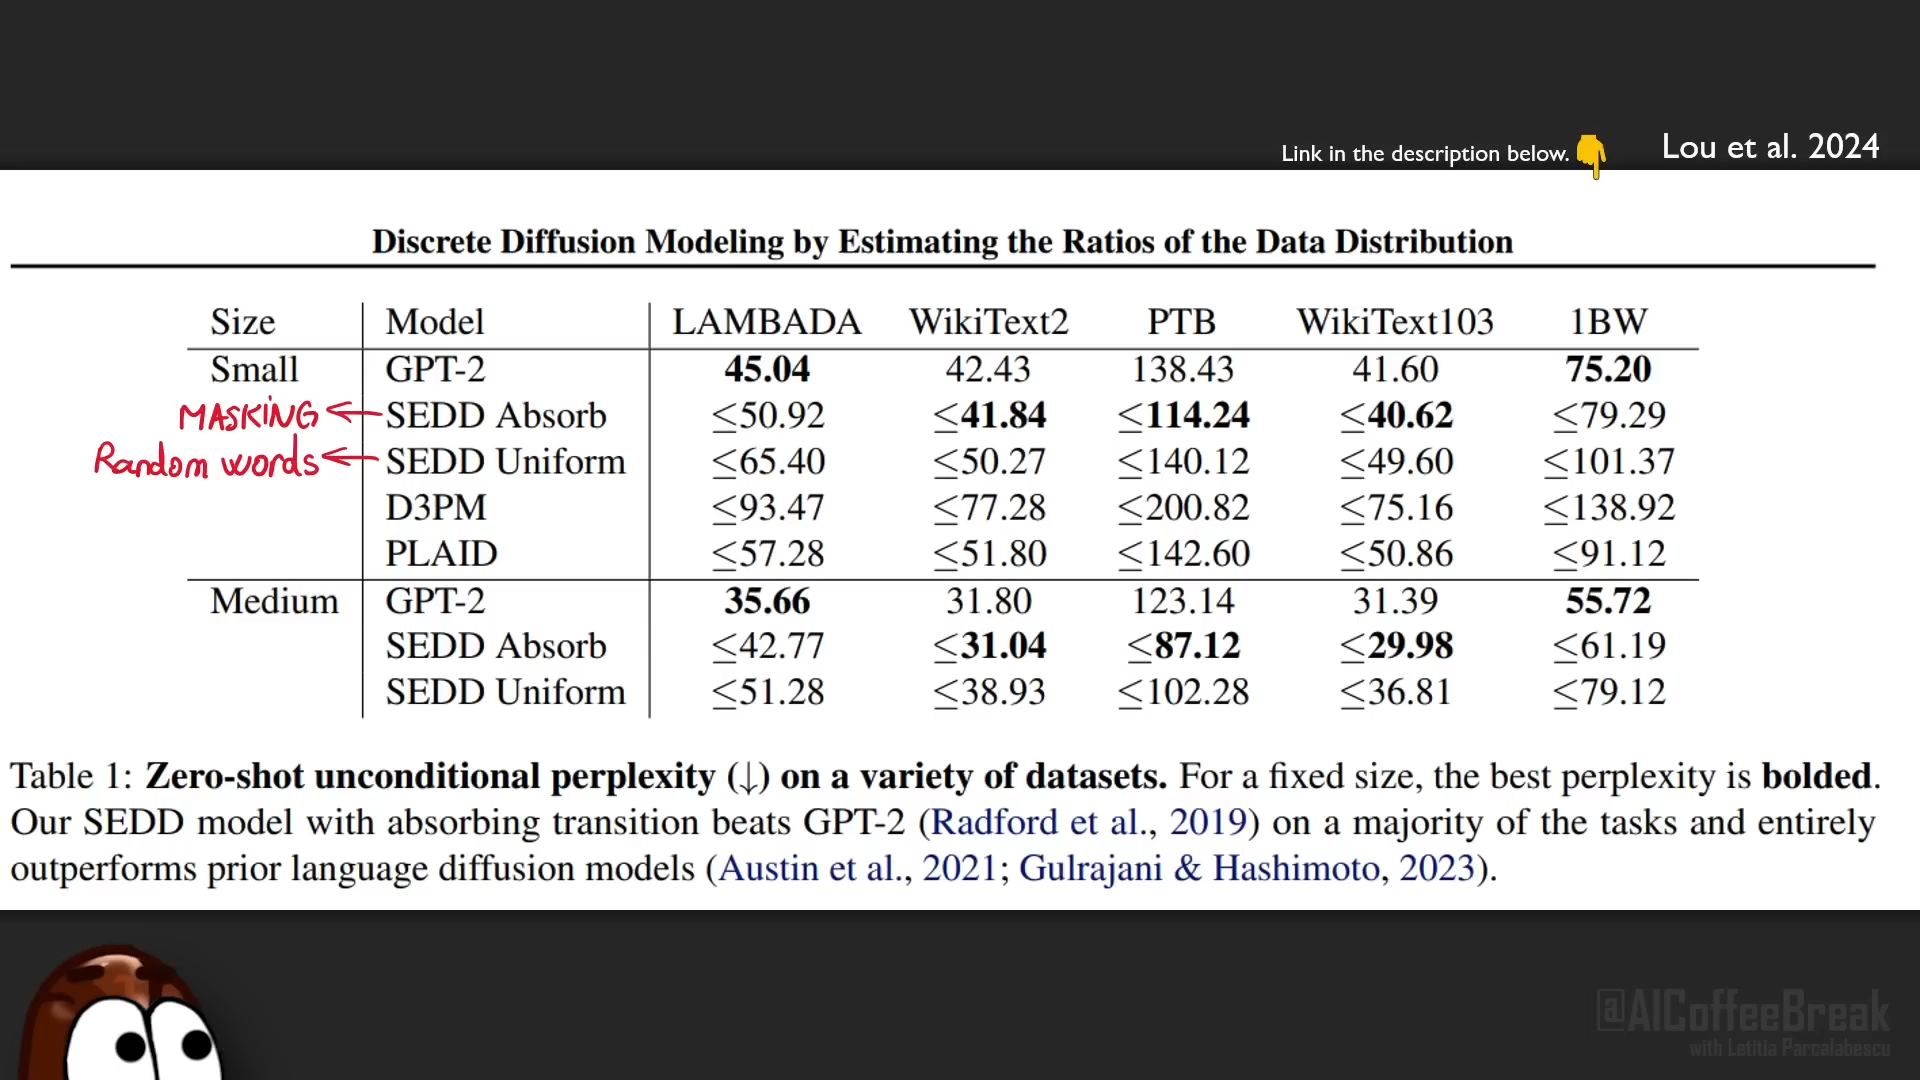 Link in the description below. Lou et al. 2024
Discrete Diffusion Modeling by Estimating the Ratios of the Data Distribution
Size Model LAMBADA WikiText2 PTB WikiText103 1BW
Small GPT-2 45.04 42.43 138.43 41.60 75.20
MASKING SEDD Absorb ≤50.92 ≤41.84 ≤114.24 ≤40.62 ≤79.29
Random words SEDD Uniform ≤65.40 ≤50.27 ≤140.12 ≤49.60 ≤101.37
D3PM ≤93.47 ≤77.28 ≤200.82 ≤75.16 ≤138.92
PLAID ≤57.28 ≤51.80 ≤142.60 ≤50.86 ≤91.12
Medium GPT-2 35.66 31.80 123.14 31.39 55.72
SEDD Absorb ≤42.77 ≤31.04 ≤87.12 ≤29.98 ≤61.19
SEDD Uniform ≤51.28 ≤38.93 ≤102.28 ≤36.81 ≤79.12
Table 1: Zero-shot unconditional perplexity (↓) on a variety of datasets. For a fixed size, the best perplexity is bolded.
Our SEDD model with absorbing transition beats GPT-2 (Radford et al., 2019) on a majority of the tasks and entirely
outperforms prior language diffusion models (Austin et al., 2021; Gulrajani & Hashimoto, 2023).
@AICoffeeBreak
with Letitia Parcalabescu